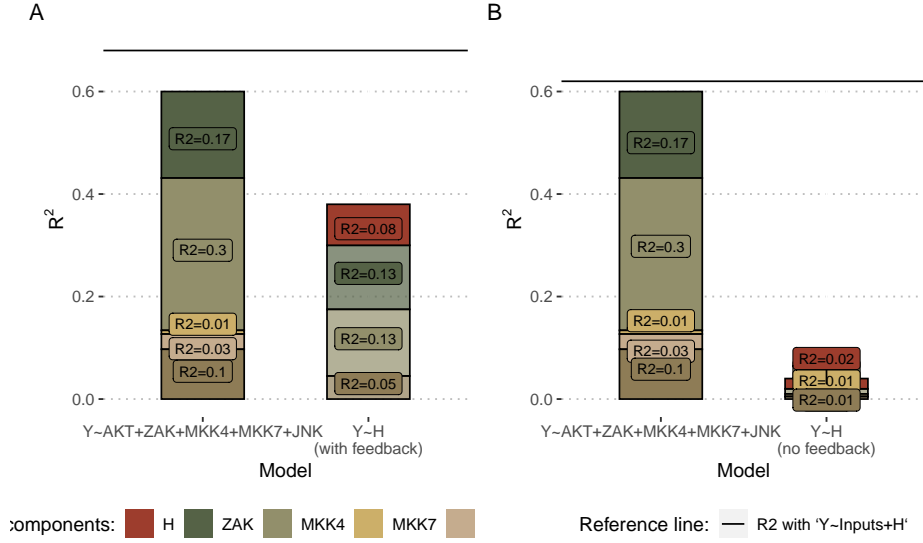 A
B
0.6
0.4
0.2
0.0
R²
R2=0.17
R2=0.3
R2=0.01
R2=0.03
R2=0.1
R2=0.08
R2=0.13
R2=0.13
R2=0.05
Y~AKT+ZAK+MKK4+MKK7+JNK
Y~H
(with feedback)
Model
0.6
0.4
0.2
0.0
R²
R2=0.17
R2=0.3
R2=0.01
R2=0.03
R2=0.1
R2=0.02
R2=0.01
R2=0.01
Y~AKT+ZAK+MKK4+MKK7+JNK
Y~H
(no feedback)
Model
components: H ZAK MKK4 MKK7
Reference line: R2 with ‘Y~Inputs+H‘